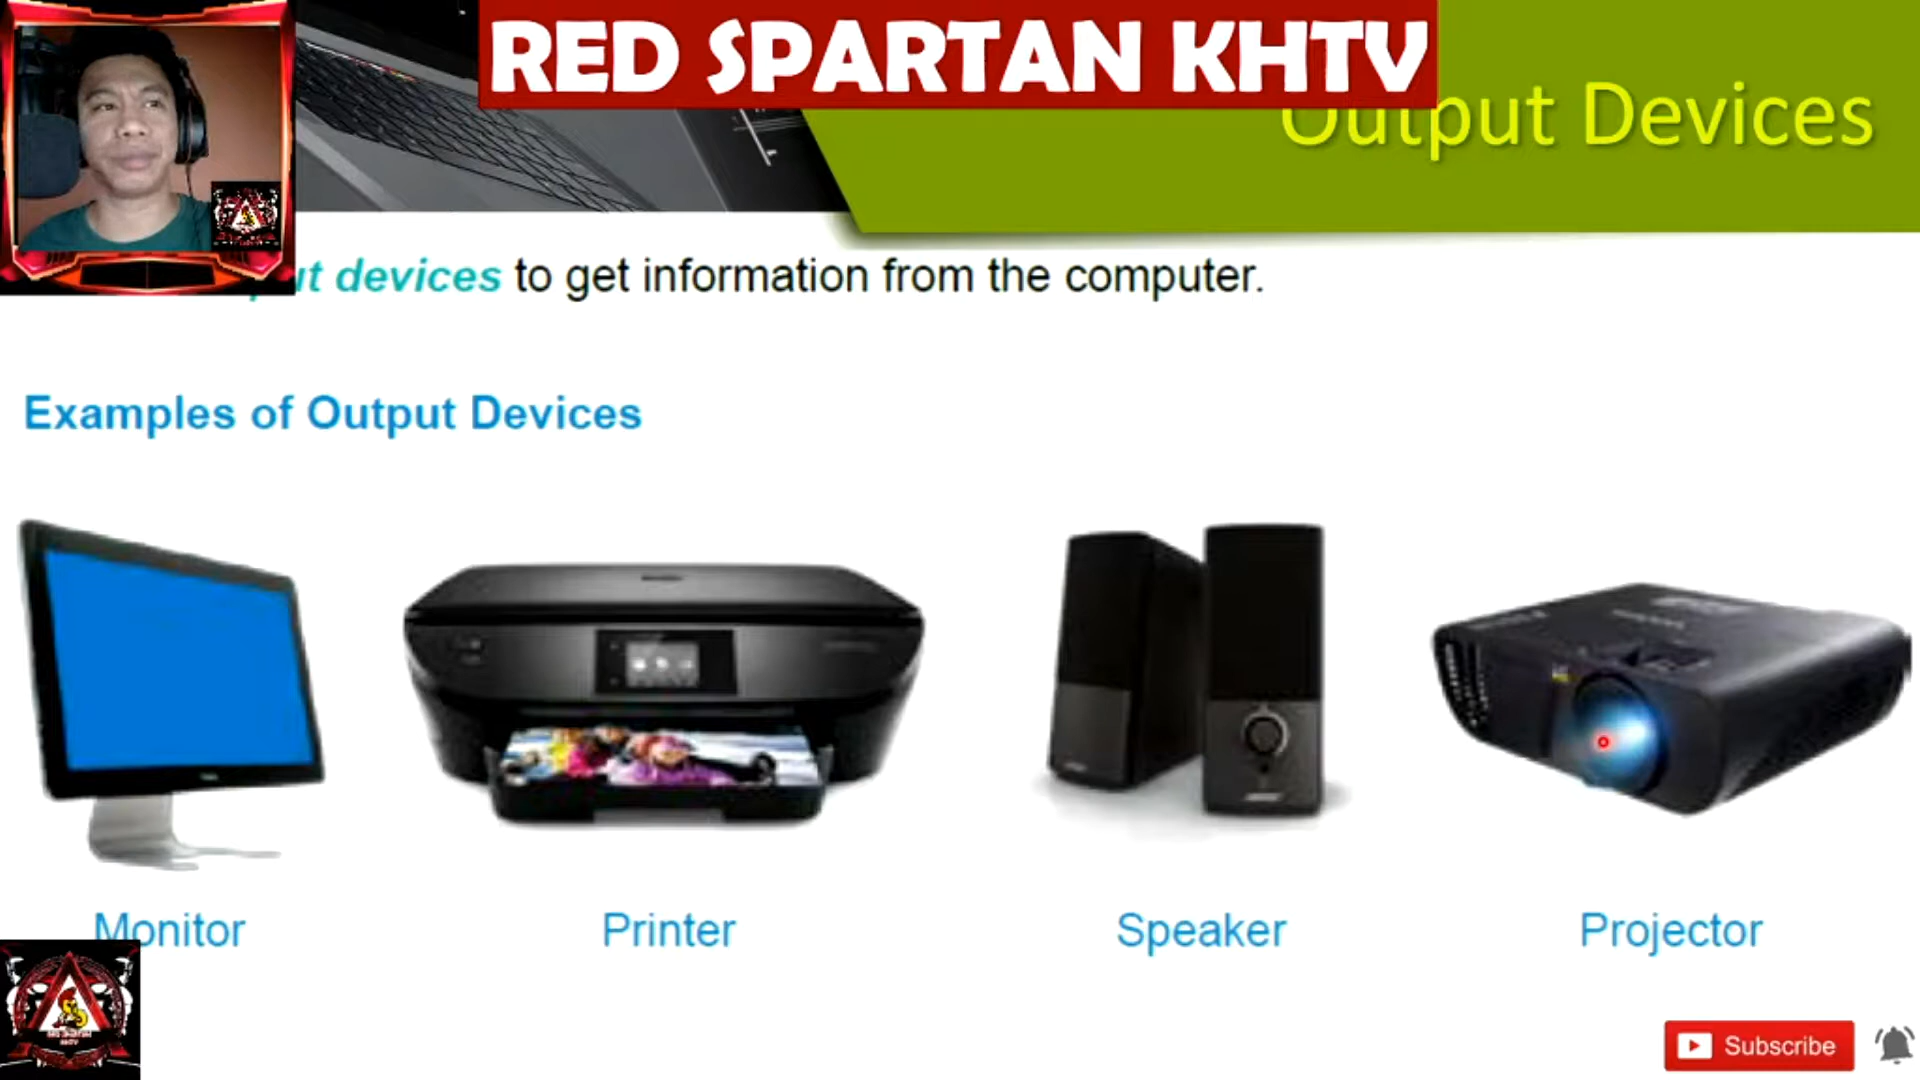 RED SPARTAN KHTV
Output Devices
ut devices to get information from the computer.
Examples of Output Devices
Monitor
Printer
Speaker
Projector
KHTV
Subscribe